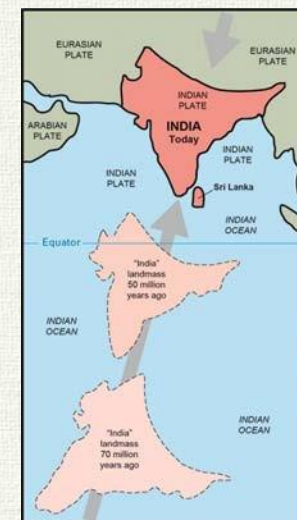 EURASIAN
PLATE
EURASIAN
PLATE
INDIAN
PLATE
ARABIAN
PLATE
INDIA
Today
INDIAN
PLATE
INDIAN
PLATE
Sri Lanka
INDIAN
OCEAN
Equator
"India"
landmass
50 million
years ago
INDIAN
OCEAN
INDIAN
OCEAN
"India"
landmass
70 million
years ago